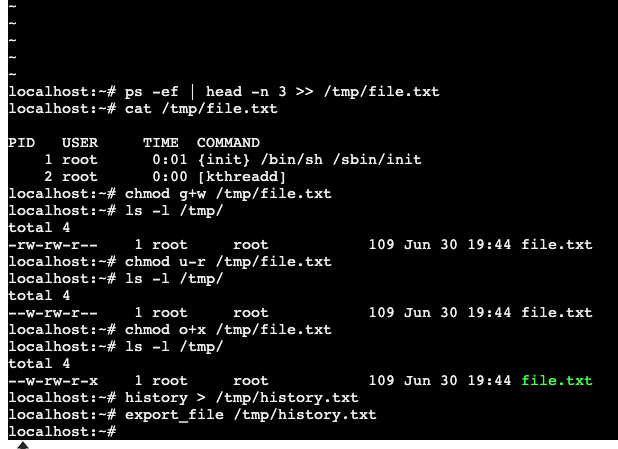 ~
~
~
~
~
localhost:~# ps -ef | head -n 3 >> /tmp/file.txt
localhost:~# cat /tmp/file.txt

PID   USER     TIME  COMMAND
    1 root      0:01 {init} /bin/sh /sbin/init
    2 root      0:00 [kthreadd]
localhost:~# chmod g+w /tmp/file.txt
localhost:~# ls -l /tmp/
total 4
-rw-rw-r--    1 root     root           109 Jun 30 19:44 file.txt
localhost:~# chmod u-r /tmp/file.txt
localhost:~# ls -l /tmp/
total 4
--w-rw-r--    1 root     root           109 Jun 30 19:44 file.txt
localhost:~# chmod o+x /tmp/file.txt
localhost:~# ls -l /tmp/
total 4
--w-rw-r-x    1 root     root           109 Jun 30 19:44 file.txt
localhost:~# history > /tmp/history.txt
localhost:~# export_file /tmp/history.txt
localhost:~#